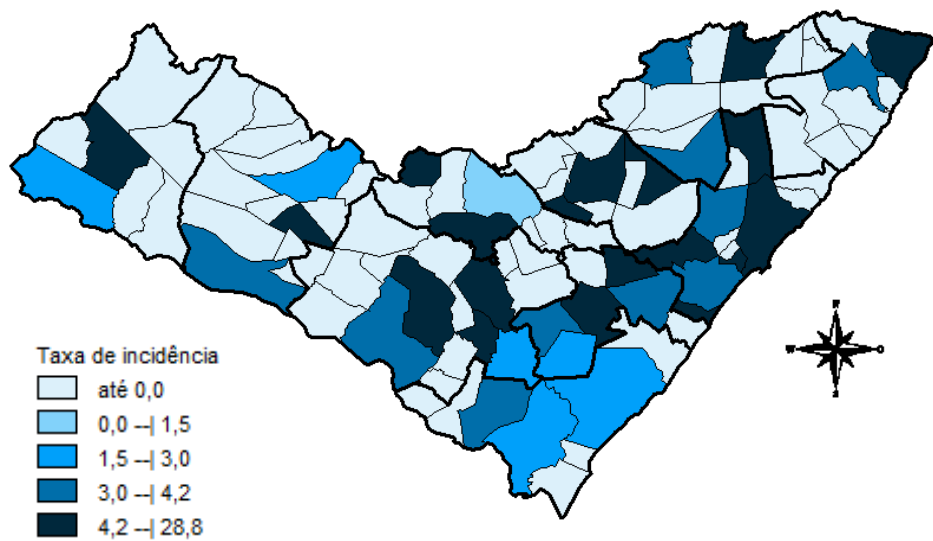 N
W
O
S
Taxa de incidência
até 0,0
0,0 --| 1,5
1,5 --| 3,0
3,0 --| 4,2
4,2 --| 28,8